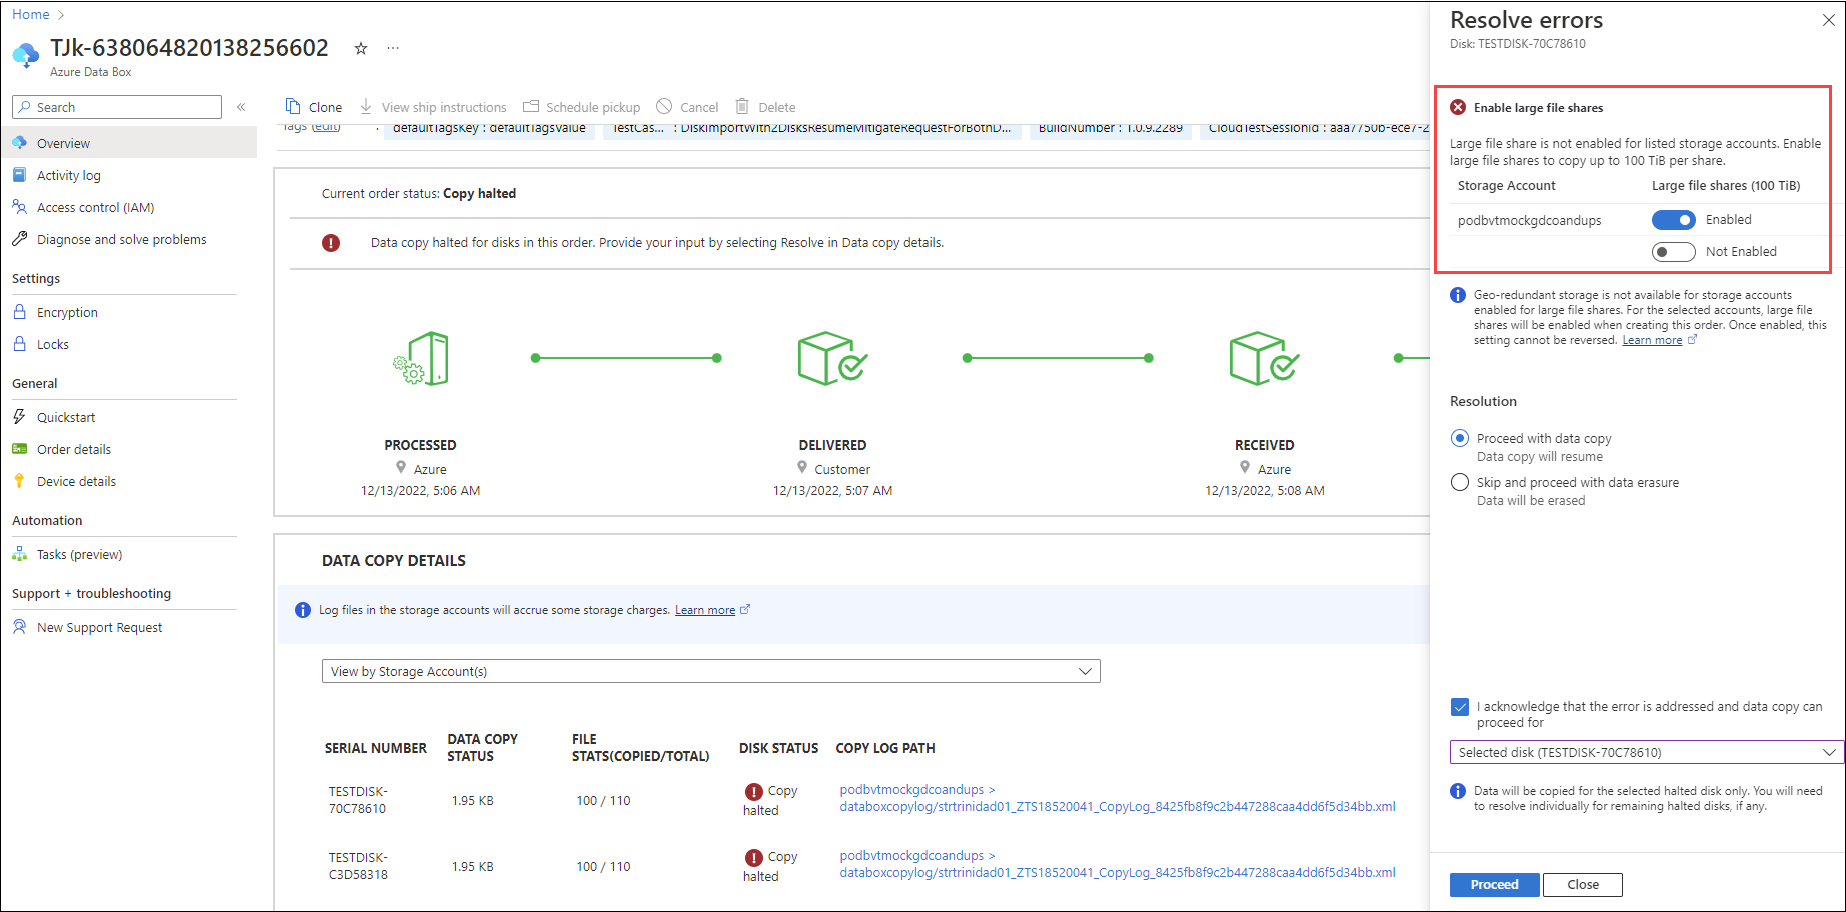 Home >
TJk-638064820138256602 ☆ ...
Azure Data Box
Search «
Overview
Activity log
Access control (IAM)
Diagnose and solve problems
Settings
Encryption
Locks
General
Quickstart
Order details
Device details
Automation
Tasks (preview)
Support + troubleshooting
New Support Request
Clone View ship instructions Schedule pickup Cancel Delete
Tags (edit) : defaultTagsKey : defaultTagsValue TestCas... : DiskImportWith2DisksResumeMitigateRequestForBothD... BuildNumber : 1.0.9.2289 CloudTestSessionId : aaa7750b-ece7-2
Current order status: Copy halted
Data copy halted for disks in this order. Provide your input by selecting Resolve in Data copy details.
PROCESSED DELIVERED RECEIVED
Azure Customer Azure
12/13/2022, 5:06 AM 12/13/2022, 5:07 AM 12/13/2022, 5:08 AM
DATA COPY DETAILS
Log files in the storage accounts will accrue some storage charges. Learn more
View by Storage Account(s)
SERIAL NUMBER DATA COPY STATUS FILE STATS(COPIED/TOTAL) DISK STATUS COPY LOG PATH
TESTDISK-70C78610 1.95 KB 100 / 110 Copy halted podbvtmockgdcoandups >
databoxcopylog/strtrinidad01_ZTS18520041_CopyLog_8425fb8f9c2b447288caa4dd6f5d34bb.xml
TESTDISK-C3D58318 1.95 KB 100 / 110 Copy halted podbvtmockgdcoandups >
databoxcopylog/strtrinidad01_ZTS18520041_CopyLog_8425fb8f9c2b447288caa4dd6f5d34bb.xml
Resolve errors
Disk: TESTDISK-70C78610
Enable large file shares
Large file share is not enabled for listed storage accounts. Enable
large file shares to copy up to 100 TiB per share.
Storage Account Large file shares (100 TiB)
podbvtmockgdcoandups Enabled
Not Enabled
Geo-redundant storage is not available for storage accounts
enabled for large file shares. For the selected accounts, large file
shares will be enabled when creating this order. Once enabled, this
setting cannot be reversed. Learn more
Resolution
Proceed with data copy
Data copy will resume
Skip and proceed with data erasure
Data will be erased
I acknowledge that the error is addressed and data copy can
proceed for
Selected disk (TESTDISK-70C78610)
Data will be copied for the selected halted disk only. You will need
to resolve individually for remaining halted disks, if any.
Proceed Close